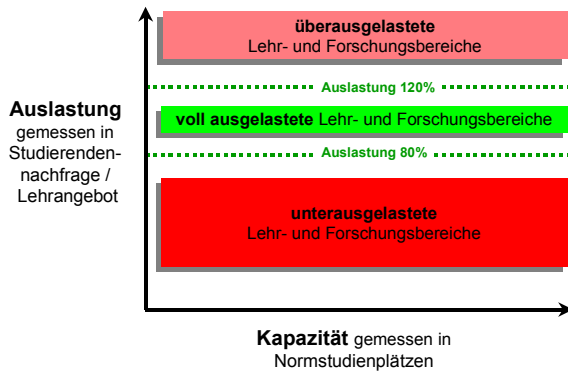 überausgelastete
Lehr- und Forschungsbereiche
Auslastung 120%
Auslastung
gemessen in
Studierenden-
nachfrage /
Lehrangebot
voll ausgelastete Lehr- und Forschungsbereiche
Auslastung 80%
unterausgelastete
Lehr- und Forschungsbereiche
Kapazität gemessen in
Normstudienplätzen